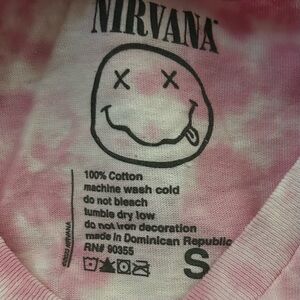 NIRVANA
100% Cotton
machine wash cold
do not bleach
tumble dry low
do not iron decoration
made in Dominican Republic
RN# 90355
S
NIRVANA